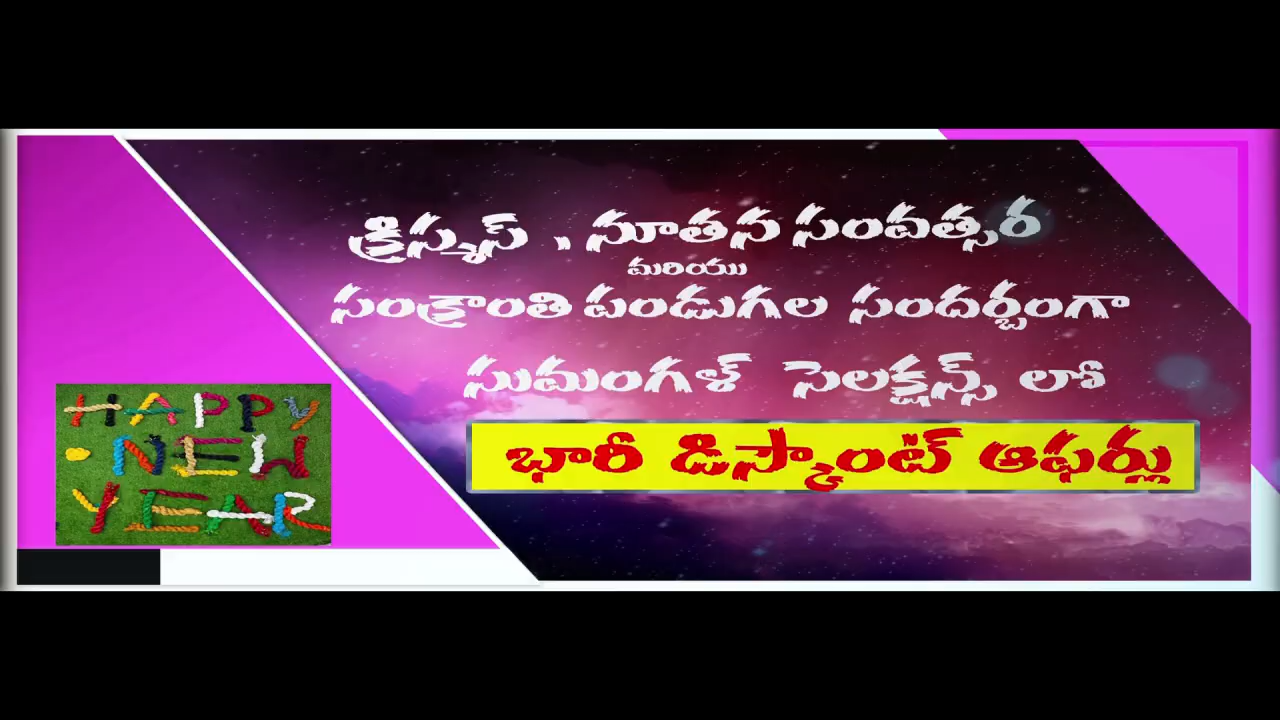 క్రిస్మస్ , నూతన సంవత్సర
మరియు
సంక్రాంతి పండుగల సందర్బంగా
సుమంగళ్ సెలక్షన్స్ లో
భారీ డిస్కౌంట్ ఆఫర్లు
HAPPY
NEW
YEAR